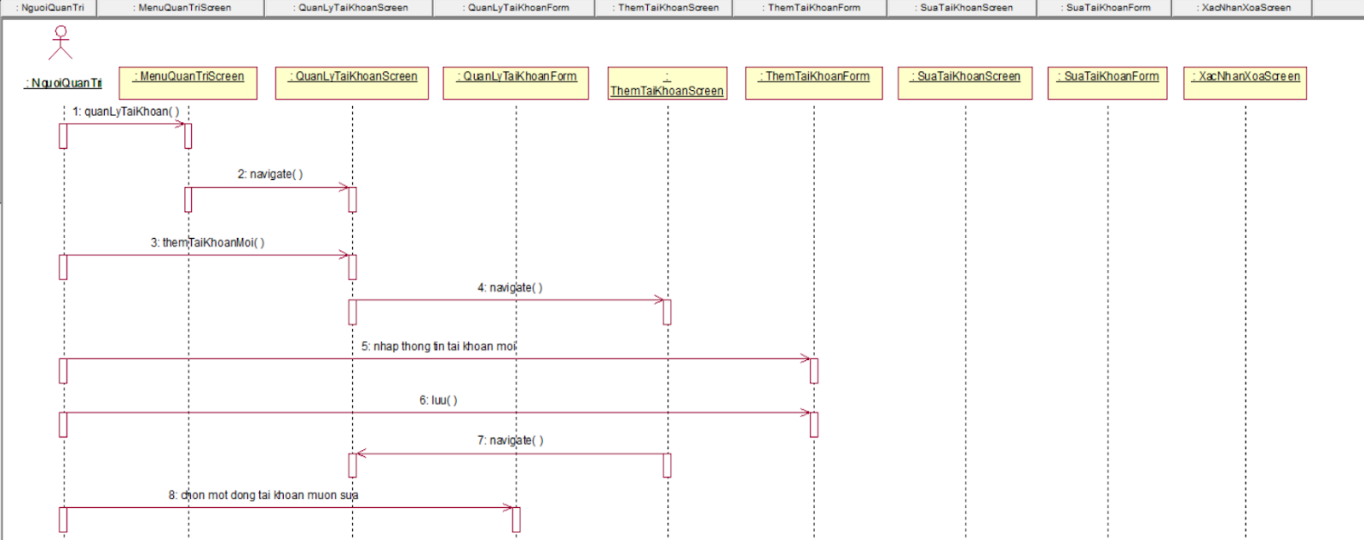 : NguoiQuanTri
: MenuQuanTriScreen
: QuanLyTaiKhoanScreen
: QuanLyTaiKhoanForm
: ThemTaiKhoanScreen
: ThemTaiKhoanForm
: SuaTaiKhoanScreen
: SuaTaiKhoanForm
: XacNhanXoaScreen
: NguoiQuanTri
: MenuQuanTriScreen
: QuanLyTaiKhoanScreen
: QuanLyTaiKhoanForm
:
ThemTaiKhoanScreen
: ThemTaiKhoanForm
: SuaTaiKhoanScreen
: SuaTaiKhoanForm
: XacNhanXoaScreen
1: quanLyTaiKhoan( )
2: navigate( )
3: themTaiKhoanMoi( )
4: navigate( )
5: nhap thong tin tai khoan moi
6: luu( )
7: navigate( )
8: chon mot dong tai khoan muon sua